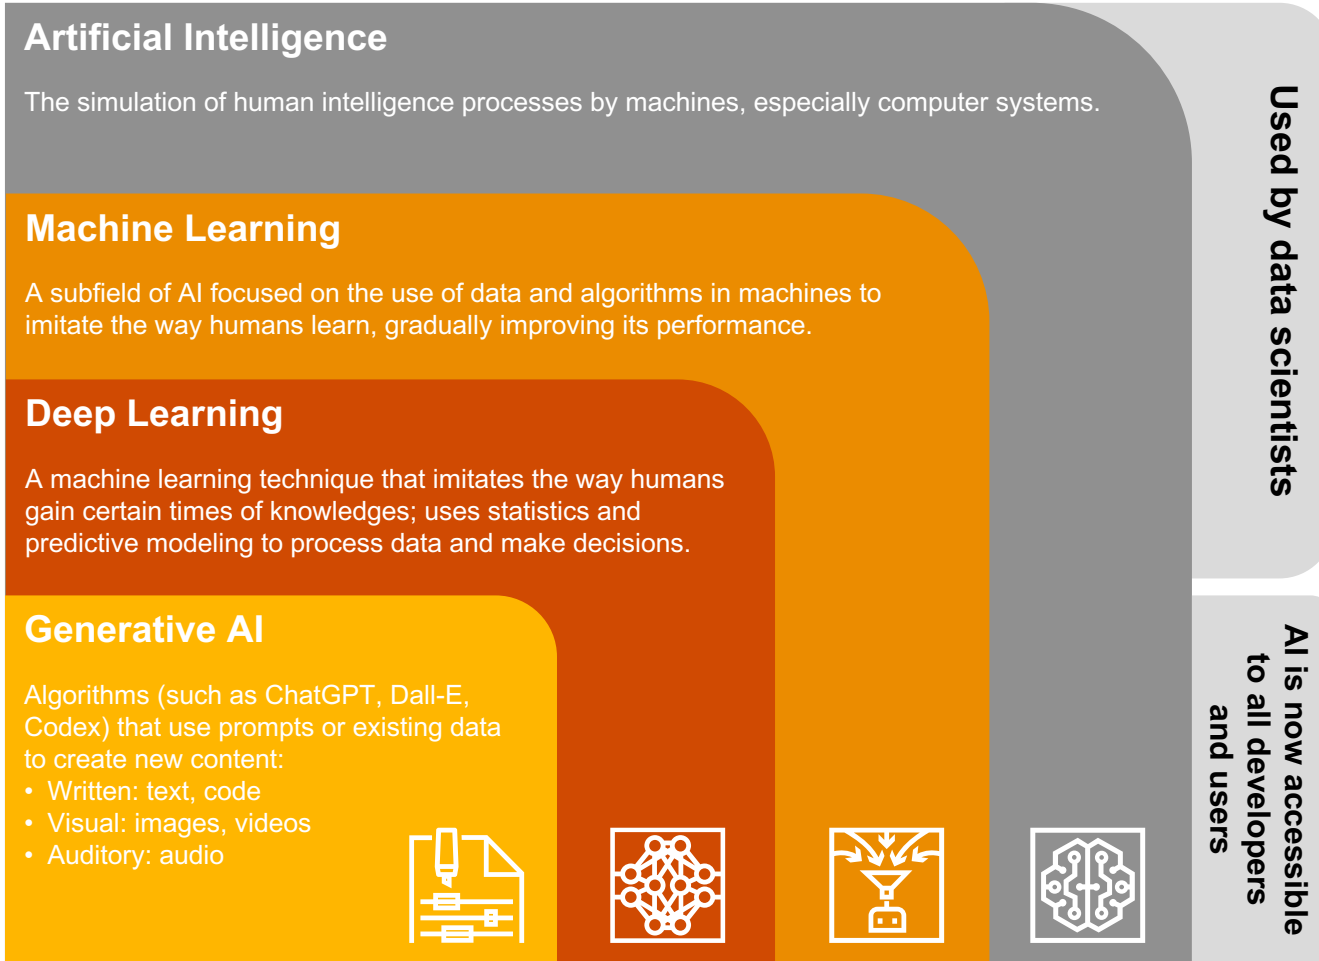 Artificial Intelligence
The simulation of human intelligence processes by machines, especially computer systems.
Machine Learning
A subfield of AI focused on the use of data and algorithms in machines to
imitate the way humans learn, gradually improving its performance.
Deep Learning
A machine learning technique that imitates the way humans
gain certain times of knowledges; uses statistics and
predictive modeling to process data and make decisions.
Generative AI
Algorithms (such as ChatGPT, Dall-E,
Codex) that use prompts or existing data
to create new content:
• Written: text, code
• Visual: images, videos
• Auditory: audio
Used by data scientists
AI is now accessible
to all developers
and users